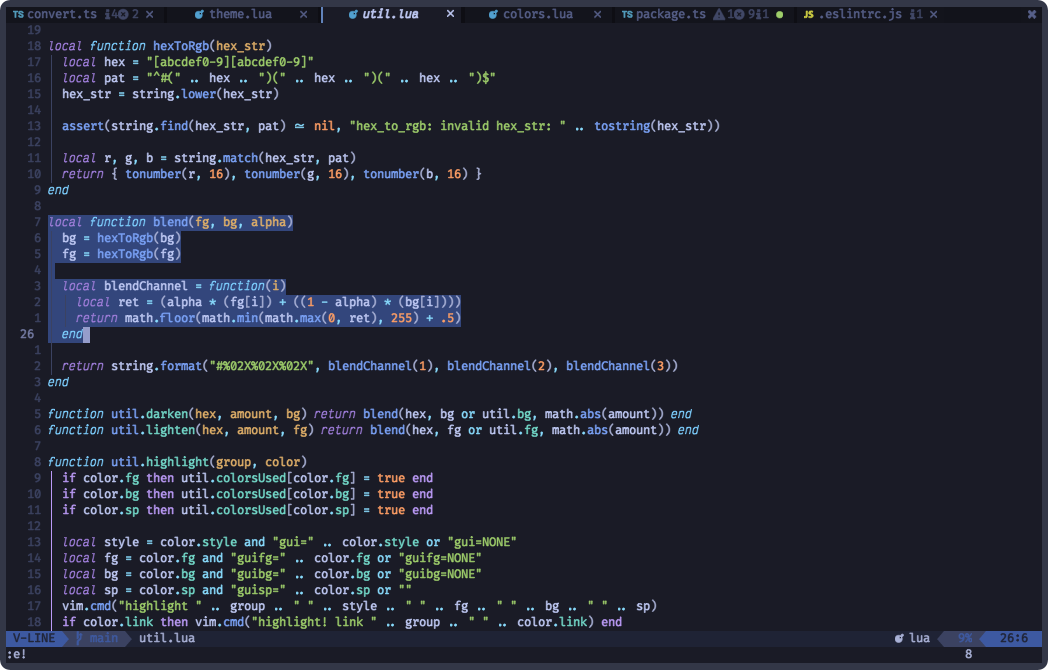 TS convert.ts 4 2 ✕ theme.lua ✕ util.lua ✕ colors.lua ✕ TS package.ts 1 9 1 ● JS .eslintrc.js 1 ✕ ✖
19
18 local function hexToRgb(hex_str)
17 local hex = "[abcdef0-9][abcdef0-9]"
16 local pat = "^#(" .. hex .. ")(" .. hex .. ")(" .. hex .. ")$"
15 hex_str = string.lower(hex_str)
14
13 assert(string.find(hex_str, pat) ~= nil, "hex_to_rgb: invalid hex_str: " .. tostring(hex_str))
12
11 local r, g, b = string.match(hex_str, pat)
10 return { tonumber(r, 16), tonumber(g, 16), tonumber(b, 16) }
9 end
8
7 local function blend(fg, bg, alpha)
6 bg = hexToRgb(bg)
5 fg = hexToRgb(fg)
4
3 local blendChannel = function(i)
2 local ret = (alpha * (fg[i]) + ((1 - alpha) * (bg[i])))
1 return math.floor(math.min(math.max(0, ret), 255) + .5)
26 end
1
2 return string.format("#%02X%02X%02X", blendChannel(1), blendChannel(2), blendChannel(3))
3 end
4
5 function util.darken(hex, amount, bg) return blend(hex, bg or util.bg, math.abs(amount)) end
6 function util.lighten(hex, amount, fg) return blend(hex, fg or util.fg, math.abs(amount)) end
7
8 function util.highlight(group, color)
9 if color.fg then util.colorsUsed[color.fg] = true end
10 if color.bg then util.colorsUsed[color.bg] = true end
11 if color.sp then util.colorsUsed[color.sp] = true end
12
13 local style = color.style and "gui=" .. color.style or "gui=NONE"
14 local fg = color.fg and "guifg=" .. color.fg or "guifg=NONE"
15 local bg = color.bg and "guibg=" .. color.bg or "guibg=NONE"
16 local sp = color.sp and "guisp=" .. color.sp or ""
17 vim.cmd("highlight " .. group .. " " .. style .. " " .. fg .. " " .. bg .. " " .. sp)
18 if color.link then vim.cmd("highlight! link " .. group .. " " .. color.link) end
V-LINE main util.lua lua 9% 26:6
:e! 8